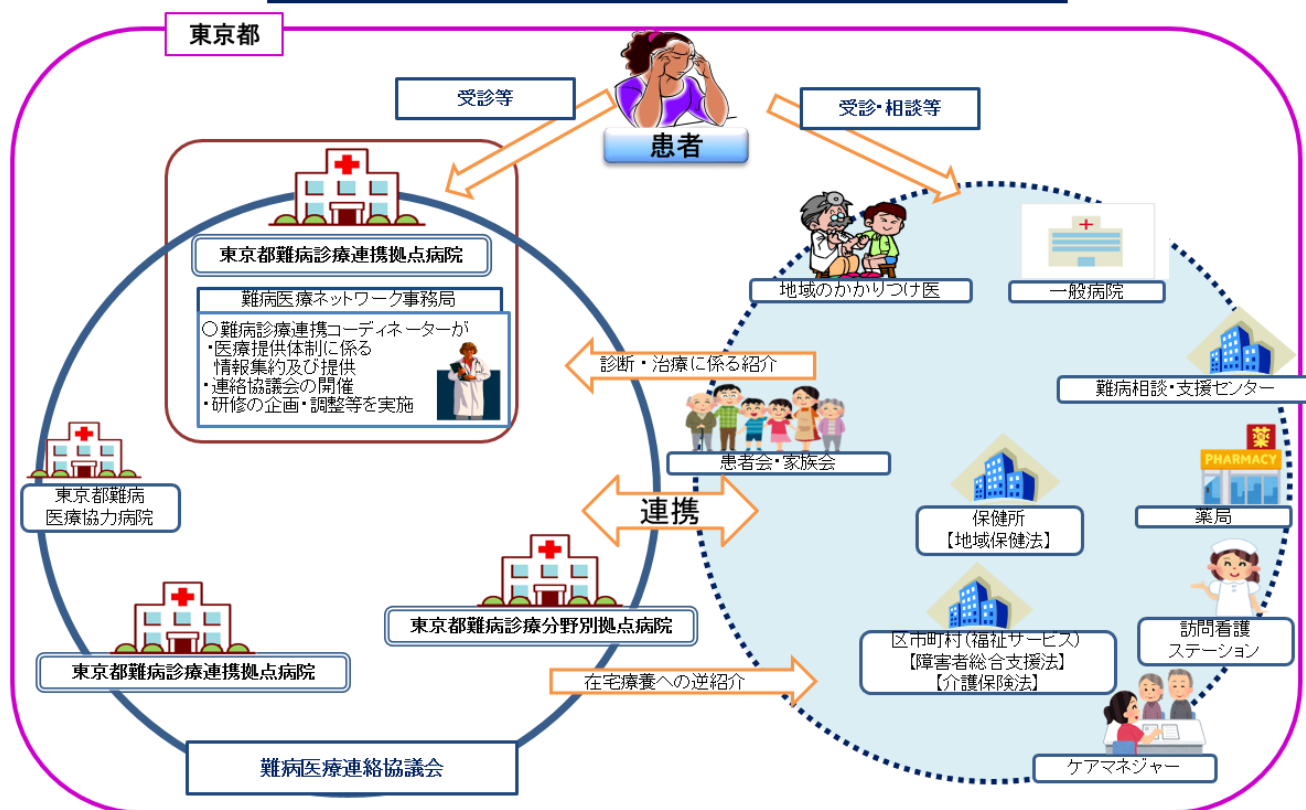 東京都
受診等
受診・相談等
患者
東京都難病診療連携拠点病院
難病医療ネットワーク事務局
○難病診療連携コーディネーターが
・医療提供体制に係る
情報集約及び提供
・連絡協議会の開催
・研修の企画・調整等を実施
地域のかかりつけ医
一般病院
診断・治療に係る紹介
難病相談・支援センター
患者会・家族会
東京都難病
医療協力病院
連携
保健所
【地域保健法】
薬
PHARMACY
薬局
東京都難病診療分野別拠点病院
東京都難病診療連携拠点病院
区市町村(福祉サービス)
【障害者総合支援法】
【介護保険法】
訪問看護
ステーション
在宅療養への逆紹介
難病医療連絡協議会
ケアマネジャー